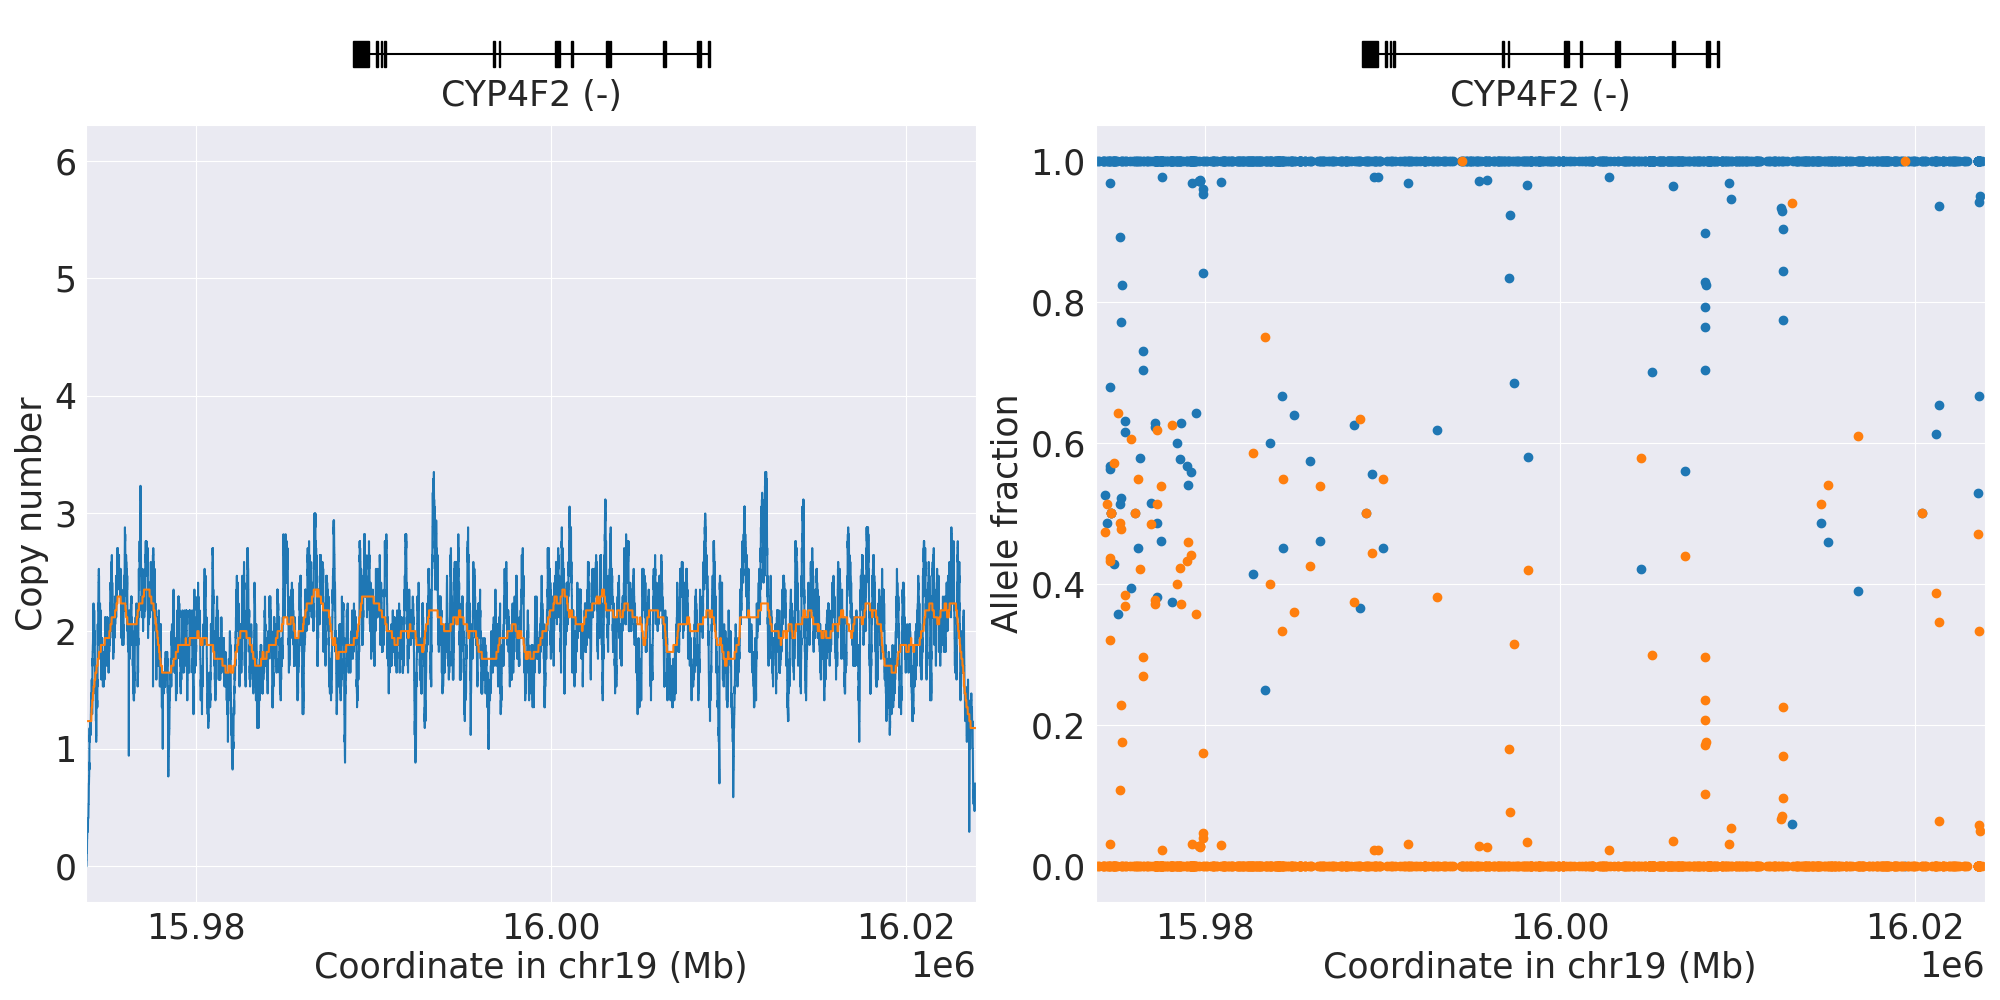 CYP4F2 (-)
6
5
4
3
2
1
0
Copy number
15.98
16.00
16.02
Coordinate in chr19 (Mb)
1e6
CYP4F2 (-)
1.0
0.8
0.6
0.4
0.2
0.0
Allele fraction
15.98
16.00
16.02
Coordinate in chr19 (Mb)
1e6